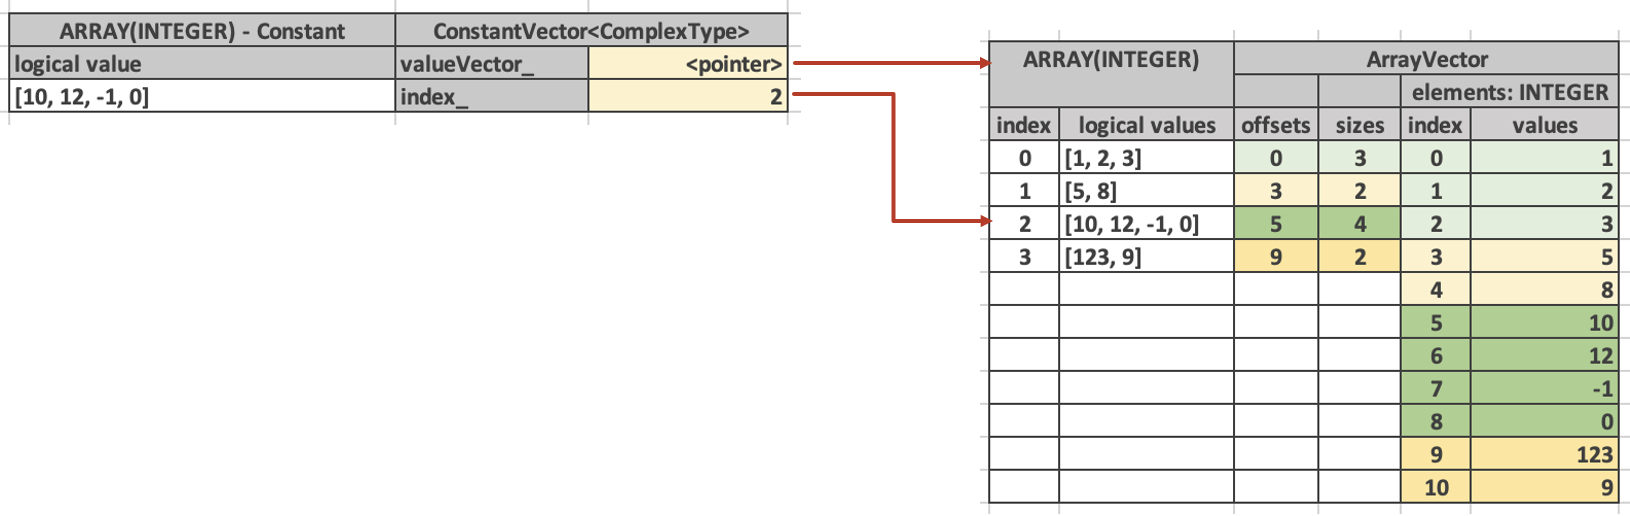 ARRAY(INTEGER) - Constant ConstantVector<ComplexType>
logical value valueVector_ <pointer>
[10, 12, -1, 0] index_ 2
ARRAY(INTEGER) ArrayVector
elements: INTEGER
index logical values offsets sizes index values
0 [1, 2, 3] 0 3 0 1
1 [5, 8] 3 2 1 2
2 [10, 12, -1, 0] 5 4 2 3
3 [123, 9] 9 2 3 5
4 8
5 10
6 12
7 -1
8 0
9 123
10 9